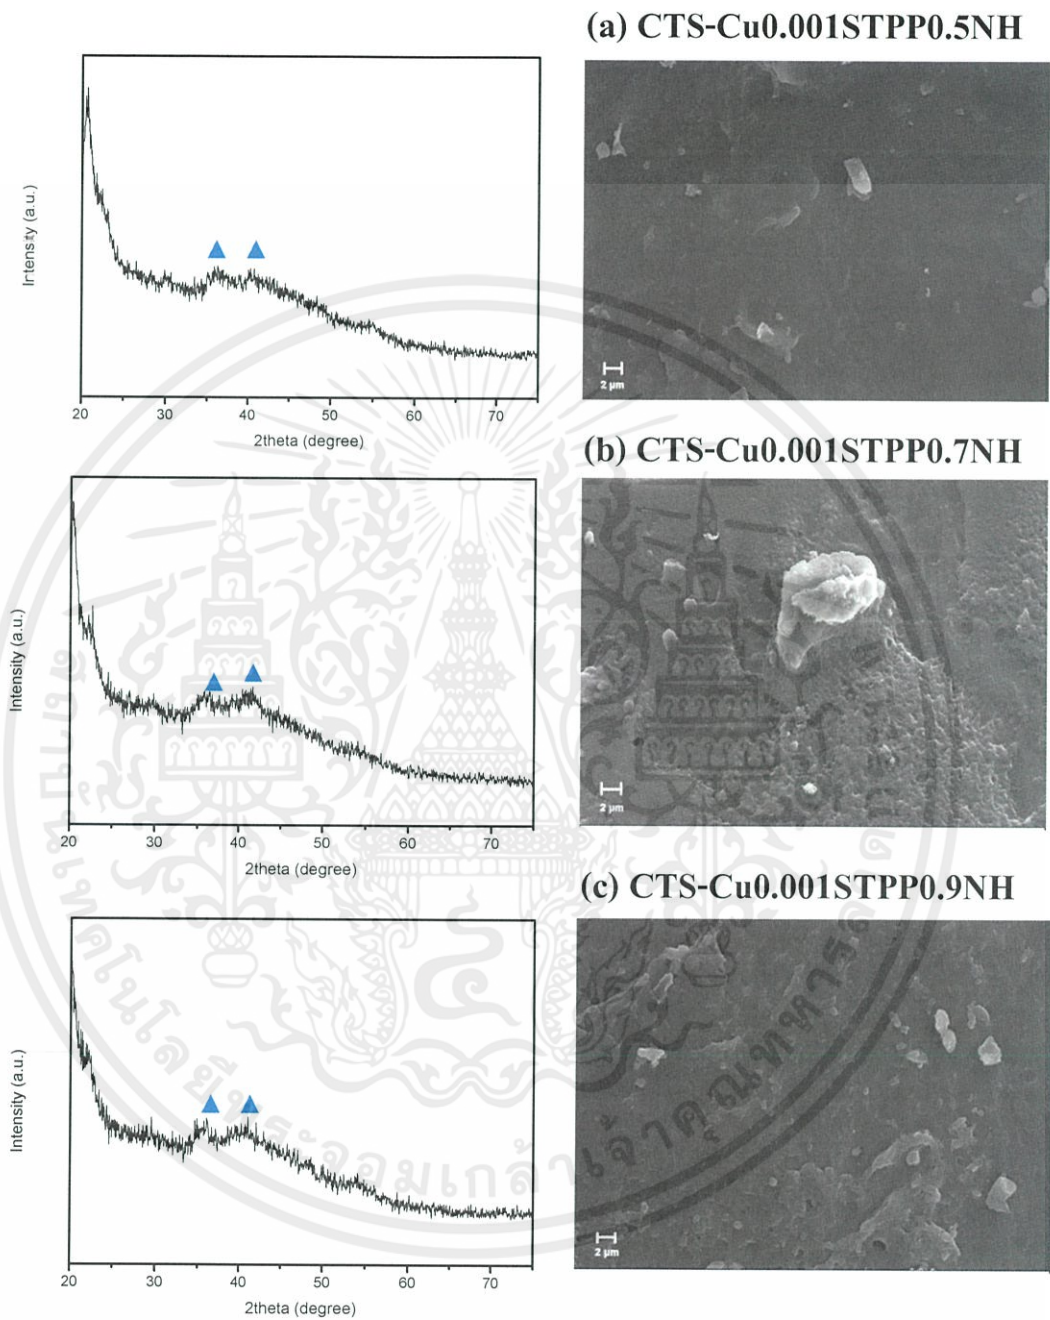 (a) CTS-Cu0.001STPP0.5NH
Intensity (a.u.)
20 30 40 50 60 70
2theta (degree)
2 µm
(b) CTS-Cu0.001STPP0.7NH
Intensity (a.u.)
20 30 40 50 60 70
2theta (degree)
2 µm
(c) CTS-Cu0.001STPP0.9NH
Intensity (a.u.)
20 30 40 50 60 70
2theta (degree)
2 µm